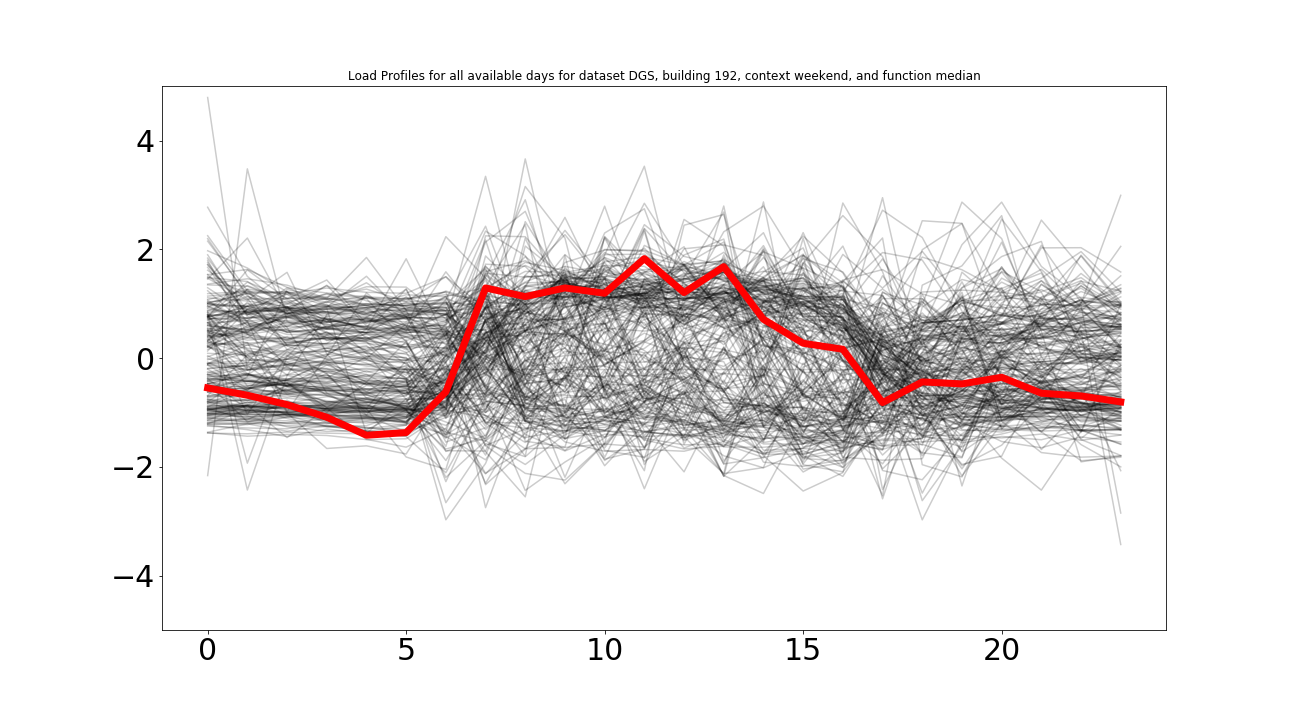 Load Profiles for all available days for dataset DGS, building 192, context weekend, and function median
4
2
0
−2
−4
0 5 10 15 20